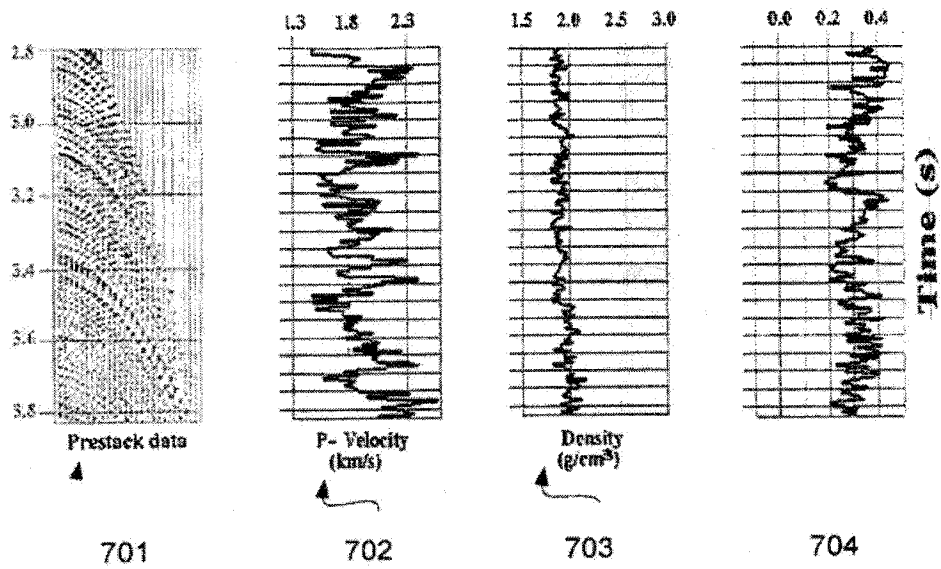 1.3 1.8 2.3 1.5 2.0 3.0 0.0 0.2 0.4
2.8
3.0
3.2
3.4
3.6
3.8
Time (s)
Prestack data
P- Velocity
(km/s)
Density
(g/cm³)
701 702 703 704